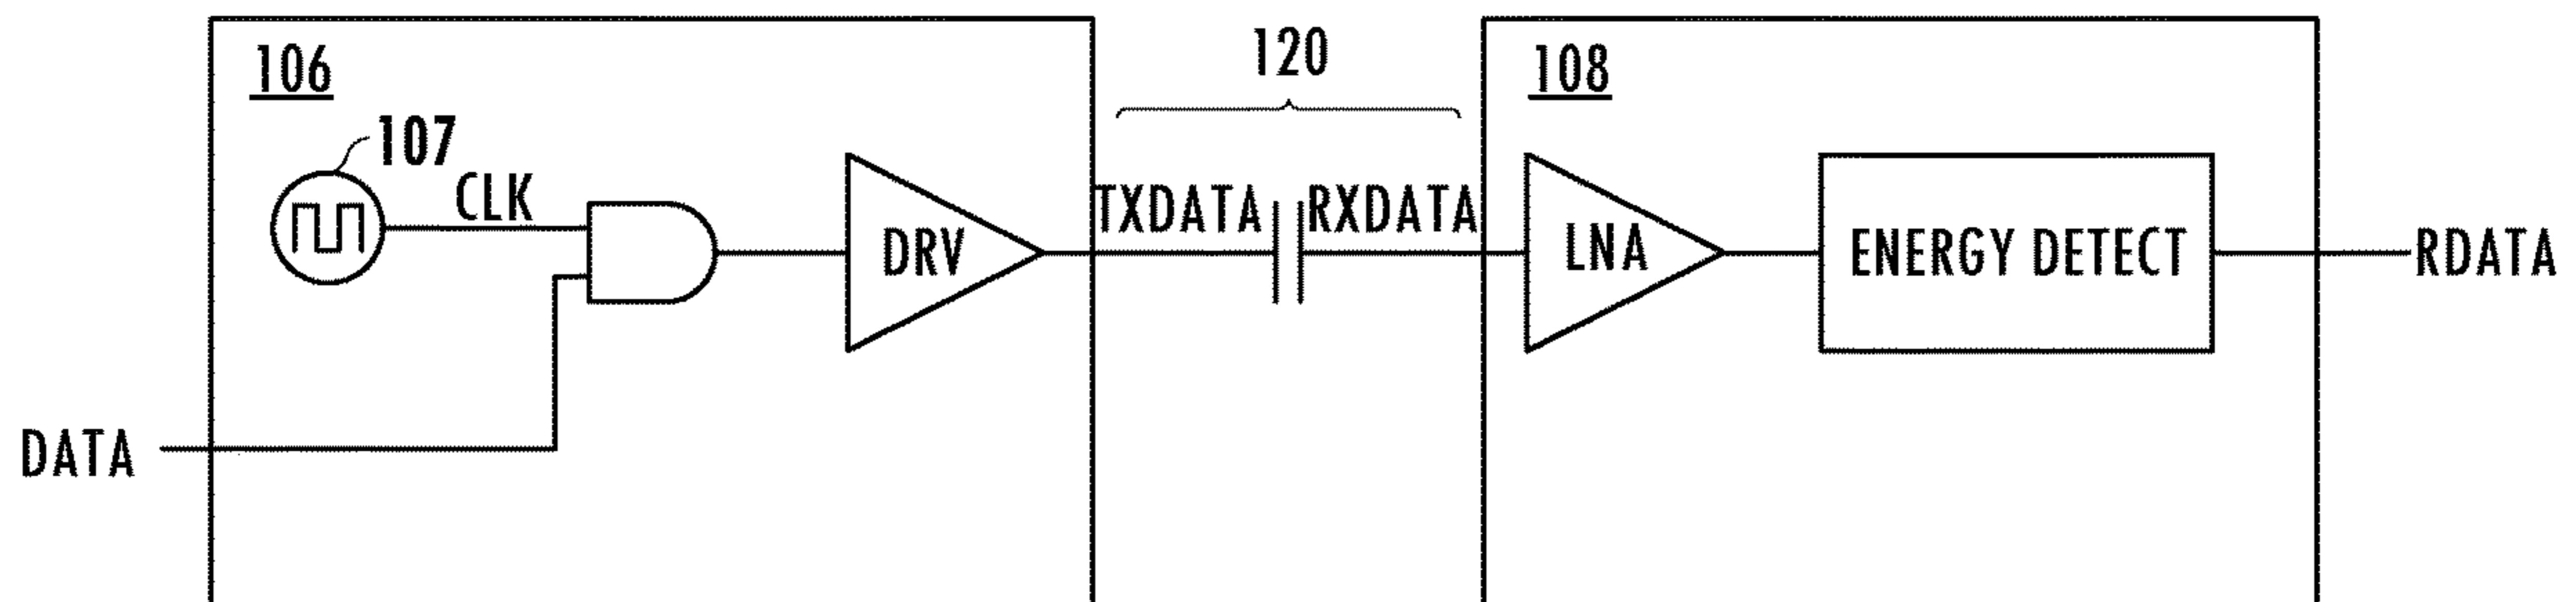 106
120
108
107
CLK
TXDATA
RXDATA
DRV
LNA
ENERGY DETECT
RDATA
DATA